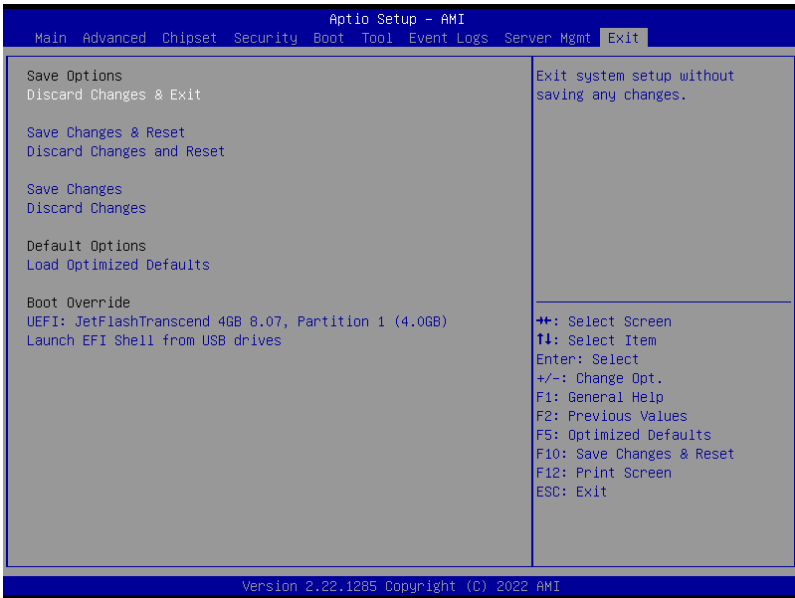 Aptio Setup – AMI
Main Advanced Chipset Security Boot Tool Event Logs Server Mgmt Exit
Save Options
Discard Changes & Exit
Save Changes & Reset
Discard Changes and Reset
Save Changes
Discard Changes
Default Options
Load Optimized Defaults
Boot Override
UEFI: JetFlashTranscend 4GB 8.07, Partition 1 (4.0GB)
Launch EFI Shell from USB drives
Exit system setup without
saving any changes.
→←: Select Screen
↑↓: Select Item
Enter: Select
+/-: Change Opt.
F1: General Help
F2: Previous Values
F5: Optimized Defaults
F10: Save Changes & Reset
F12: Print Screen
ESC: Exit
Version 2.22.1285 Copyright (C) 2022 AMI